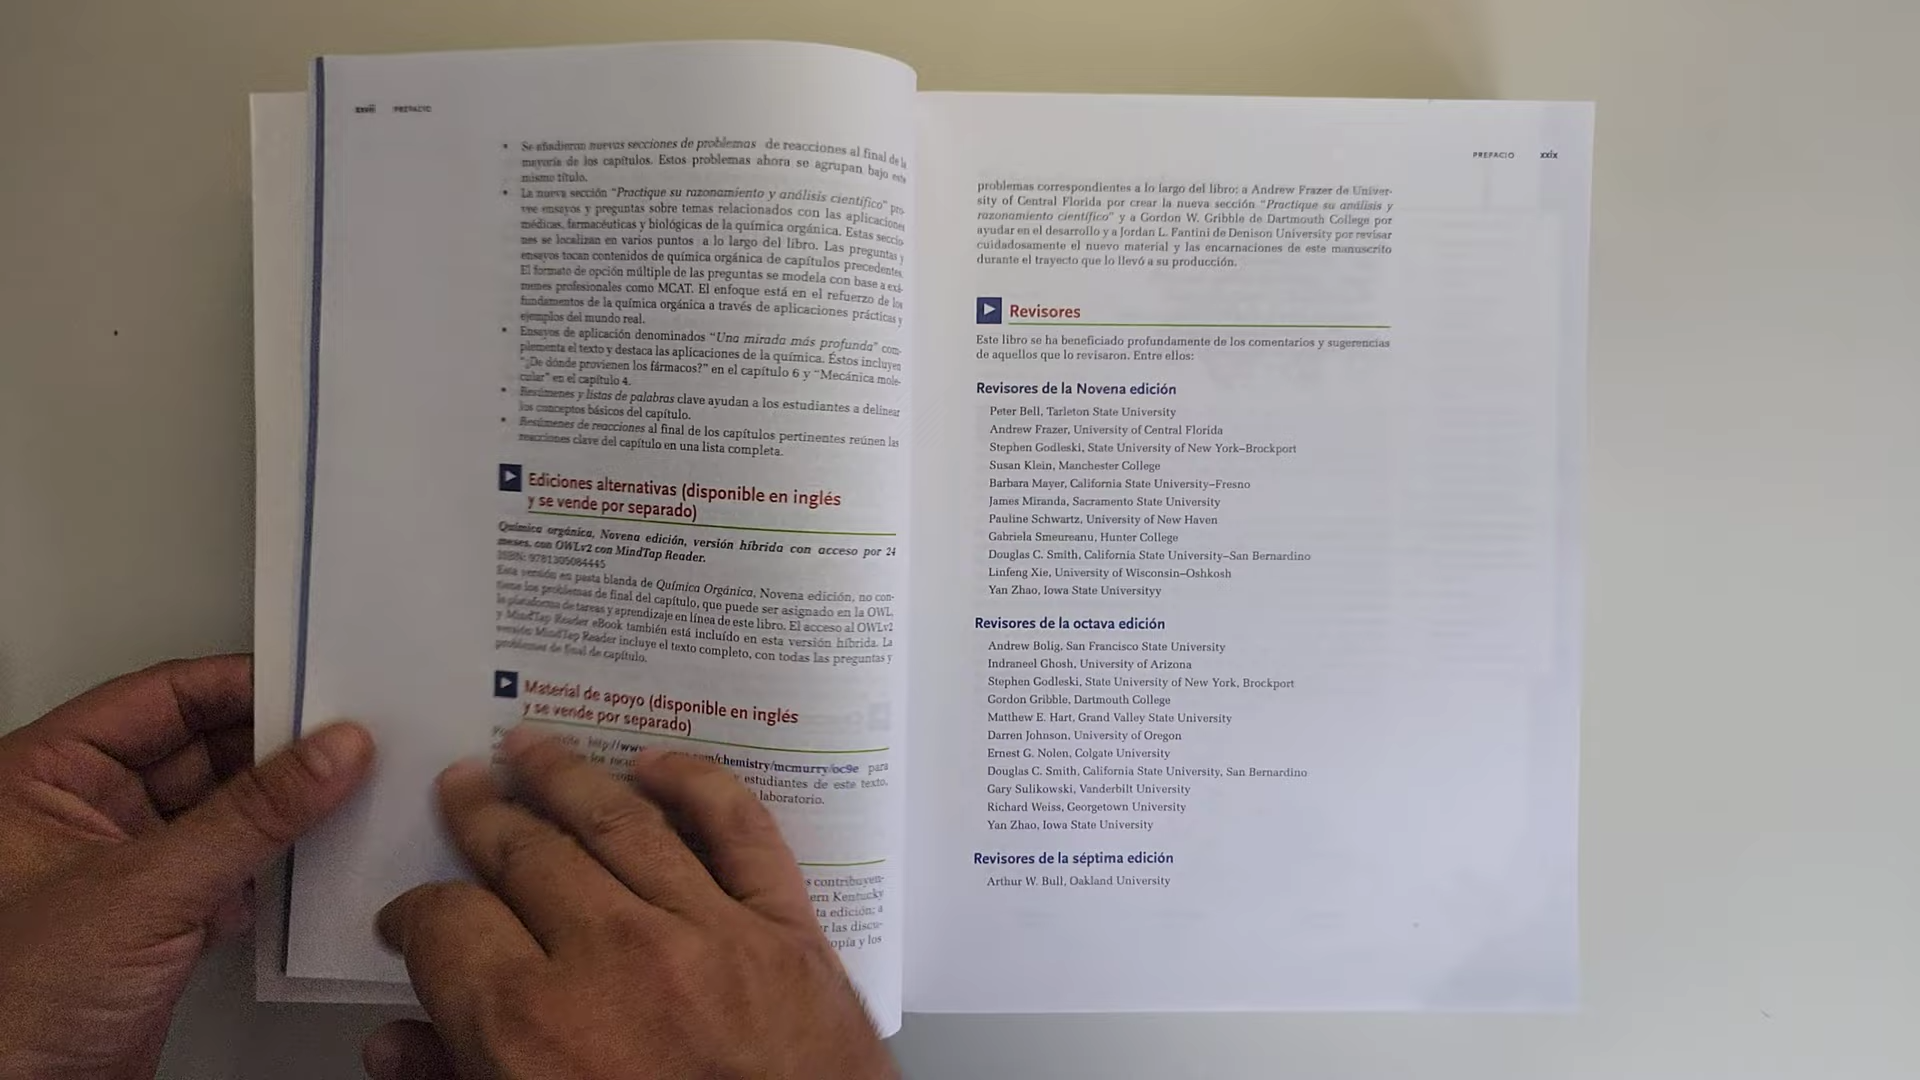 xxviii PREFACIO
• Se añadieron nuevas secciones de problemas de reacciones al final de la
mayoría de los capítulos. Estos problemas ahora se agrupan bajo este
mismo título.
• La nueva sección "Practique su razonamiento y análisis científico" pro-
vee ensayos y preguntas sobre temas relacionados con las aplicaciones
médicas, farmacéuticas y biológicas de la química orgánica. Estas seccio-
nes se localizan en varios puntos a lo largo del libro. Las preguntas y
ensayos tocan contenidos de química orgánica de capítulos precedentes.
El formato de opción múltiple de las preguntas se modela con base a exá-
menes profesionales como MCAT. El enfoque está en el refuerzo de los
fundamentos de la química orgánica a través de aplicaciones prácticas y
ejemplos del mundo real.
• Ensayos de aplicación denominados "Una mirada más profunda" com-
plementa el texto y destaca las aplicaciones de la química. Éstos incluyen
"¿De dónde provienen los fármacos?" en el capítulo 6 y "Mecánica mole-
cular" en el capítulo 4.
• Resúmenes y listas de palabras clave ayudan a los estudiantes a delinear
los conceptos básicos del capítulo.
• Resúmenes de reacciones al final de los capítulos pertinentes reúnen las
reacciones clave del capítulo en una lista completa.
Ediciones alternativas (disponible en inglés
y se vende por separado)
Química orgánica, Novena edición, versión híbrida con acceso por 24
meses, con OWLv2 con MindTap Reader.
ISBN: 9781305084445
Esta versión en pasta blanda de Química Orgánica, Novena edición, no con-
tiene los problemas de final del capítulo, que puede ser asignado en la OWL,
la plataforma de tareas y aprendizaje en línea de este libro. El acceso al OWLv2
y MindTap Reader eBook también está incluído en esta versión híbrida. La
versión MindTap Reader incluye el texto completo, con todas las preguntas y
problemas de final de capítulo.
Material de apoyo (disponible en inglés
y se vende por separado)
http://www. com/chemistry/mcmurry/oc9e para
estudiantes de este texto,
laboratorio.
s contribuyen-
ern Kentucky
ta edición; a
r las discu-
opía y los
PREFACIO xxix
problemas correspondientes a lo largo del libro; a Andrew Frazer de Univer-
sity of Central Florida por crear la nueva sección "Practique su análisis y
razonamiento científico" y a Gordon W. Gribble de Dartmouth College por
ayudar en el desarrollo y a Jordan L. Fantini de Denison University por revisar
cuidadosamente el nuevo material y las encarnaciones de este manuscrito
durante el trayecto que lo llevó a su producción.
Revisores
Este libro se ha beneficiado profundamente de los comentarios y sugerencias
de aquellos que lo revisaron. Entre ellos:
Revisores de la Novena edición
Peter Bell, Tarleton State University
Andrew Frazer, University of Central Florida
Stephen Godleski, State University of New York–Brockport
Susan Klein, Manchester College
Barbara Mayer, California State University–Fresno
James Miranda, Sacramento State University
Pauline Schwartz, University of New Haven
Gabriela Smeureanu, Hunter College
Douglas C. Smith, California State University–San Bernardino
Linfeng Xie, University of Wisconsin–Oshkosh
Yan Zhao, Iowa State Universityy
Revisores de la octava edición
Andrew Bolig, San Francisco State University
Indraneel Ghosh, University of Arizona
Stephen Godleski, State University of New York, Brockport
Gordon Gribble, Dartmouth College
Matthew E. Hart, Grand Valley State University
Darren Johnson, University of Oregon
Ernest G. Nolen, Colgate University
Douglas C. Smith, California State University, San Bernardino
Gary Sulikowski, Vanderbilt University
Richard Weiss, Georgetown University
Yan Zhao, Iowa State University
Revisores de la séptima edición
Arthur W. Bull, Oakland University